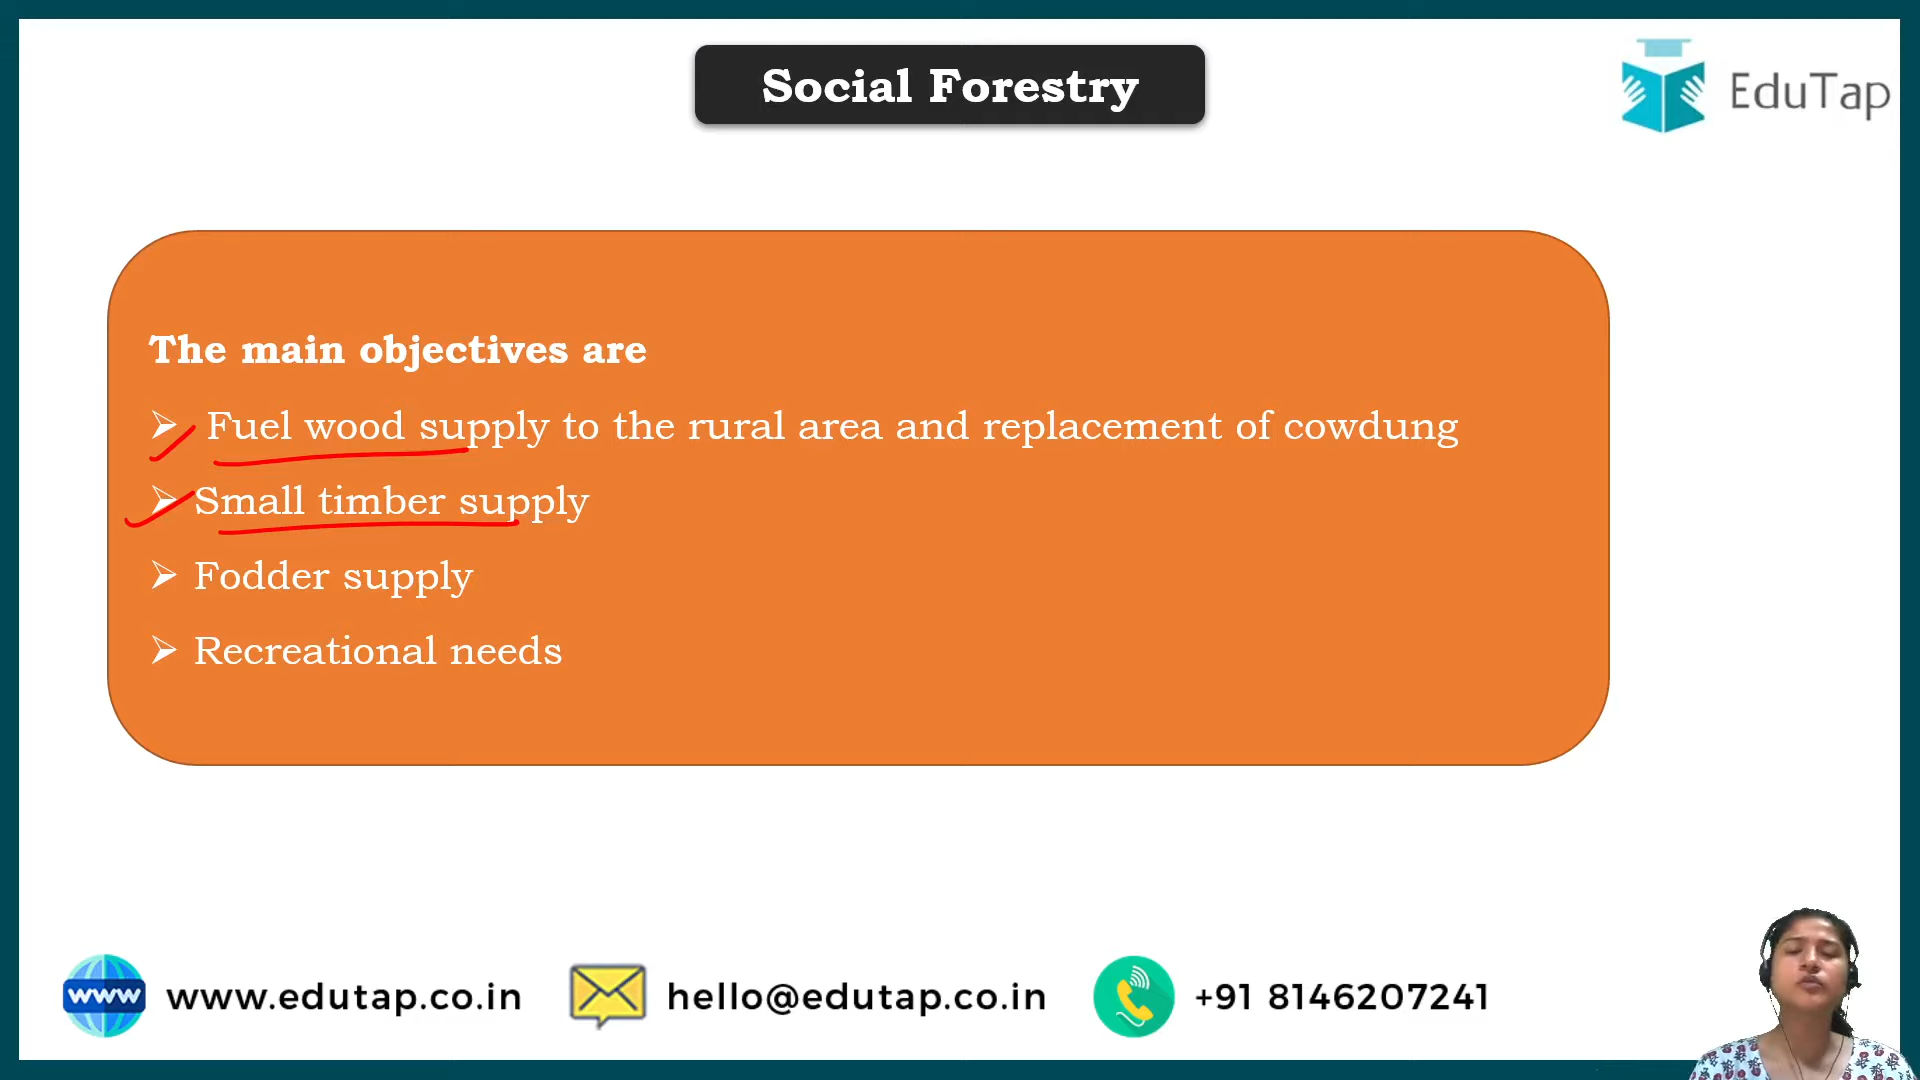 Social Forestry
EduTap
The main objectives are
➢ Fuel wood supply to the rural area and replacement of cowdung
➢ Small timber supply
➢ Fodder supply
➢ Recreational needs
www www.edutap.co.in hello@edutap.co.in +91 8146207241